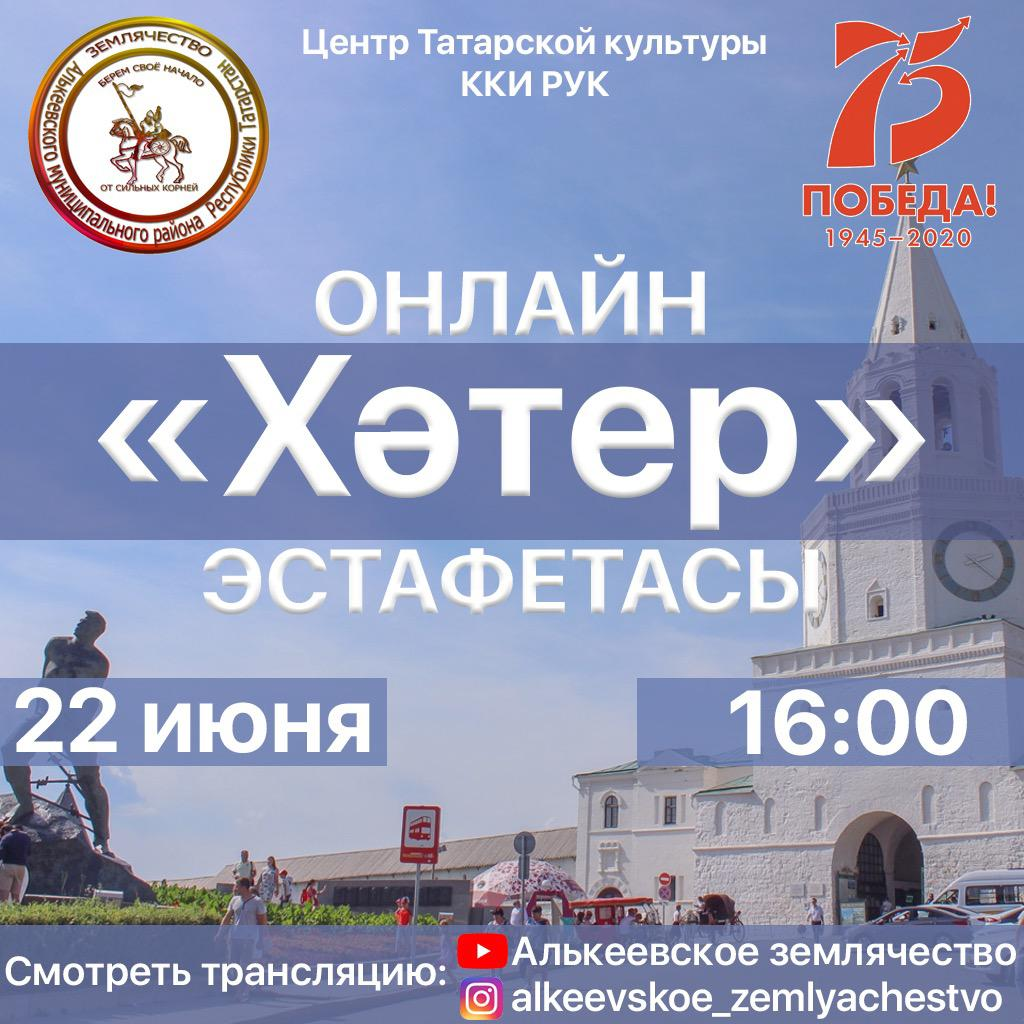 ЗЕМЛЯЧЕСТВО
Алькеевского муниципального района Республики Татарстан
БЕРЕМ СВОЁ НАЧАЛО
ОТ СИЛЬНЫХ КОРНЕЙ
Центр Татарской культуры
ККИ РУК
75
ПОБЕДА!
1945–2020
ОНЛАЙН
«Хәтер»
ЭСТАФЕТАСЫ
22 июня
16:00
Смотреть трансляцию:
Алькеевское землячество
alkeevskoe_zemlyachestvo